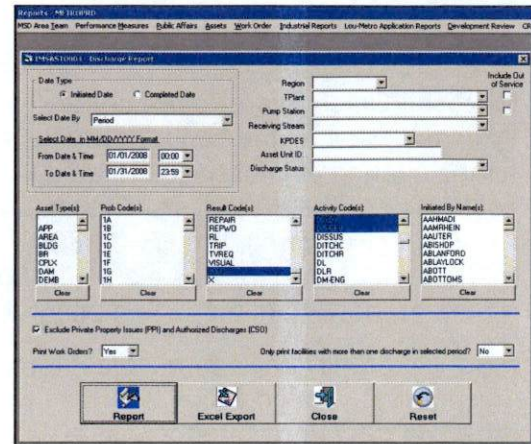 Reports - METROPRD
MSD Area Team Performance Measures Public Affairs Assets Work Order Industrial Reports Lou-Metro Application Reports Development Review
Discharge Report
Date Type
Initiated Date Completed Date
Select Date By Period
Select Date in MM/DD/YYYY Format
From Date & Time 01/01/2008 00:00
To Date & Time 01/31/2008 23:59
Region
Include Out of Service
TPlant
Pump Station
Receiving Stream
KPDES
Asset Unit ID:
Discharge Status
Asset Type(s): Prob Code(s): Result Code(s): Activity Code(s): Initiated By Name(s):
APP
AREA
BLDG
BR
CPLX
DAM
DEMB
Clear
1A
1B
1C
1D
1E
1F
1G
1H
Clear
REPAIR
REPWO
RL
TRIP
TVREQ
VISUAL
X
Clear
DISSUS
DITCHC
DITCHR
DL
DLR
DM-ENG
Clear
AAHMADI
AAMRHEIN
AAUTER
ABISHOP
ABLANFORD
ABLAYLOCK
ABOTT
ABOTTOMS
Clear
Exclude Private Property Issues (PPI) and Authorized Discharges (CSO)
Print Work Orders? Yes Only print facilities with more than one discharge in selected period? No
Report Excel Export Close Reset